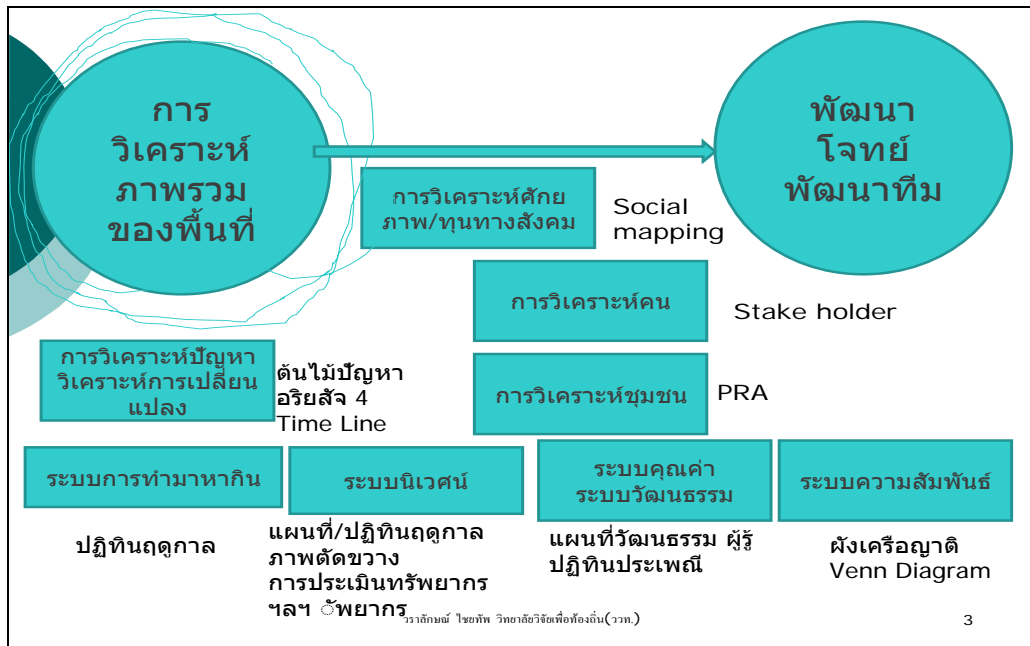 การ
วิเคราะห์
ภาพรวม
ของพื้นที่
พัฒนา
โจทย์
พัฒนาทีม
การวิเคราะห์ศักย
ภาพ/ทุนทางสังคม
Social
mapping
การวิเคราะห์คน
Stake holder
การวิเคราะห์ปัญหา
วิเคราะห์การเปลี่ยน
แปลง
ต้นไม้ปัญหา
อริยสัจ 4
Time Line
การวิเคราะห์ชุมชน
PRA
ระบบการทำมาหากิน
ระบบนิเวศน์
ระบบคุณค่า
ระบบวัฒนธรรม
ระบบความสัมพันธ์
ปฏิทินฤดูกาล
แผนที่/ปฏิทินฤดูกาล
ภาพตัดขวาง
การประเมินทรัพยากร
ฯลฯ ัพยากร
แผนที่วัฒนธรรม ผู้รู้
ปฏิทินประเพณี
ผังเครือญาติ
Venn Diagram
วราลักษณ์ ไชยทัพ วิทยาลัยวิจัยเพื่อท้องถิ่น(ววท.)
3